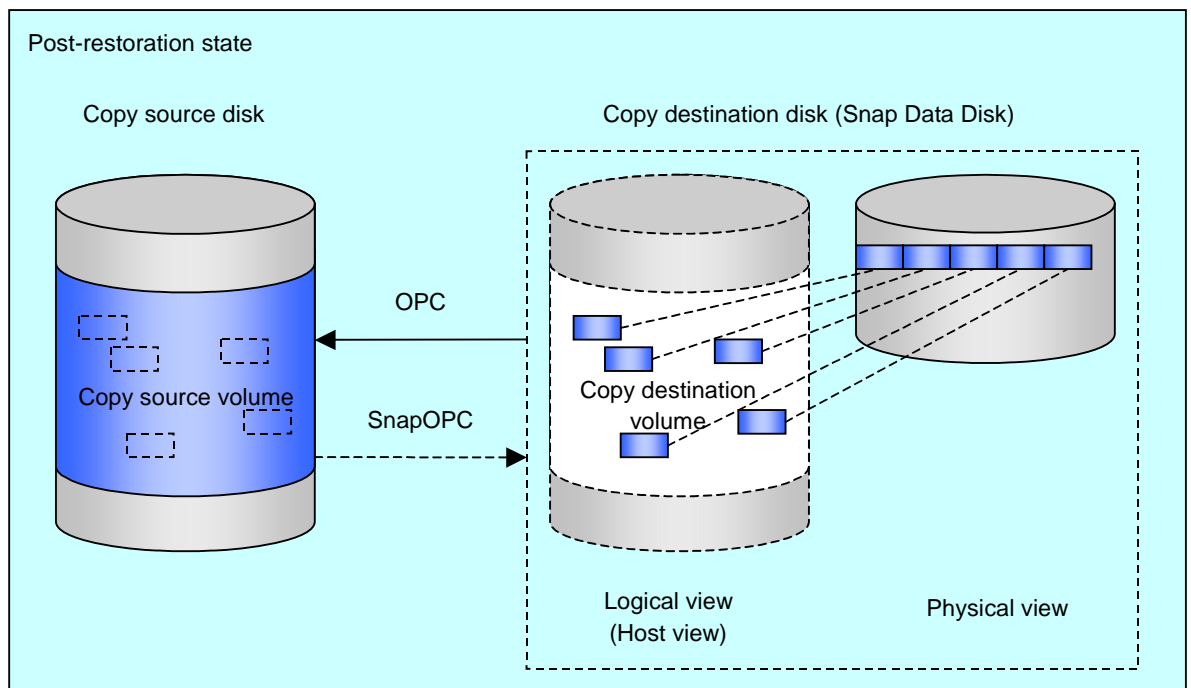 Post-restoration state
Copy source disk
Copy destination disk (Snap Data Disk)
OPC
Copy source volume
SnapOPC
Copy destination
volume
Logical view
(Host view)
Physical view